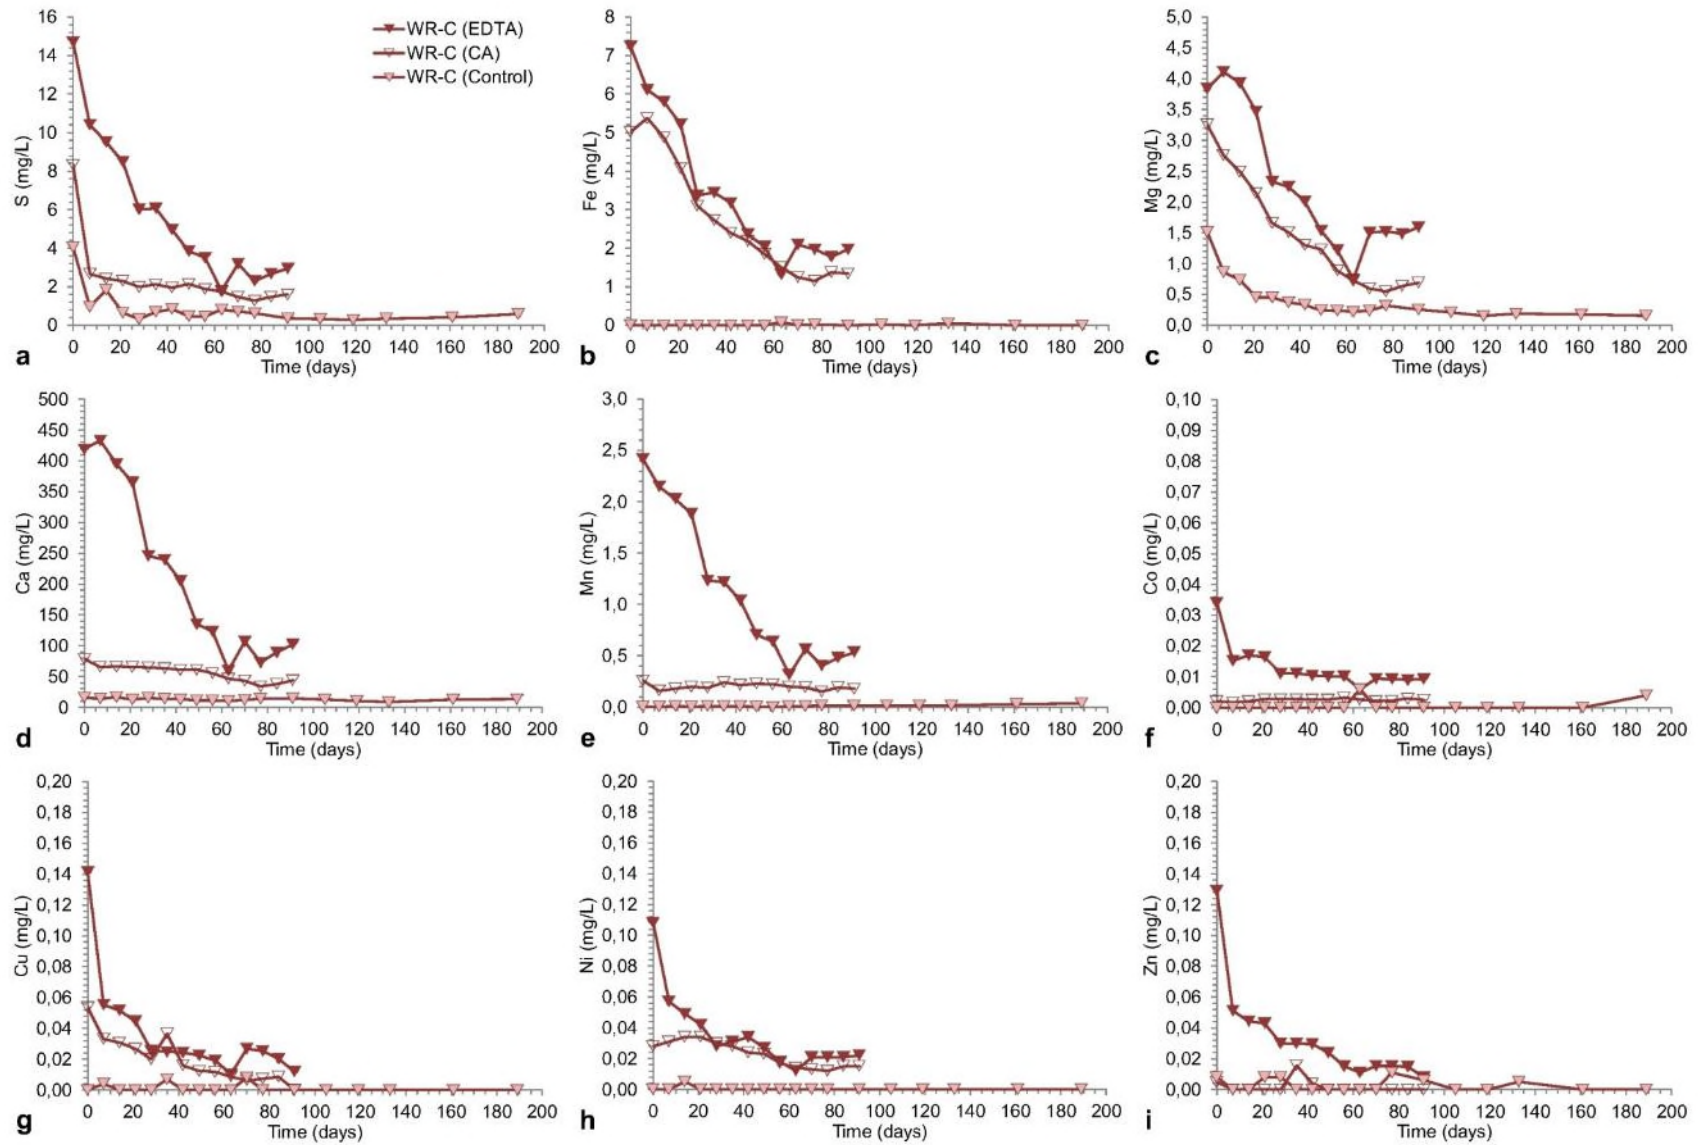 16
14
12
10
8
6
4
2
0
S (mg/L)
WR-C (EDTA)
WR-C (CA)
WR-C (Control)
0 20 40 60 80 100 120 140 160 180 200
Time (days)
a
8
7
6
5
4
3
2
1
0
Fe (mg/L)
0 20 40 60 80 100 120 140 160 180 200
Time (days)
b
5,0
4,5
4,0
3,5
3,0
2,5
2,0
1,5
1,0
0,5
0,0
Mg (mg/L)
0 20 40 60 80 100 120 140 160 180 200
Time (days)
c
500
450
400
350
300
250
200
150
100
50
0
Ca (mg/L)
0 20 40 60 80 100 120 140 160 180 200
Time (days)
d
3,0
2,5
2,0
1,5
1,0
0,5
0,0
Mn (mg/L)
0 20 40 60 80 100 120 140 160 180 200
Time (days)
e
0,10
0,09
0,08
0,07
0,06
0,05
0,04
0,03
0,02
0,01
0,00
Co (mg/L)
0 20 40 60 80 100 120 140 160 180 200
Time (days)
f
0,20
0,18
0,16
0,14
0,12
0,10
0,08
0,06
0,04
0,02
0,00
Cu (mg/L)
0 20 40 60 80 100 120 140 160 180 200
Time (days)
g
0,20
0,18
0,16
0,14
0,12
0,10
0,08
0,06
0,04
0,02
0,00
Ni (mg/L)
0 20 40 60 80 100 120 140 160 180 200
Time (days)
h
0,20
0,18
0,16
0,14
0,12
0,10
0,08
0,06
0,04
0,02
0,00
Zn (mg/L)
0 20 40 60 80 100 120 140 160 180 200
Time (days)
i